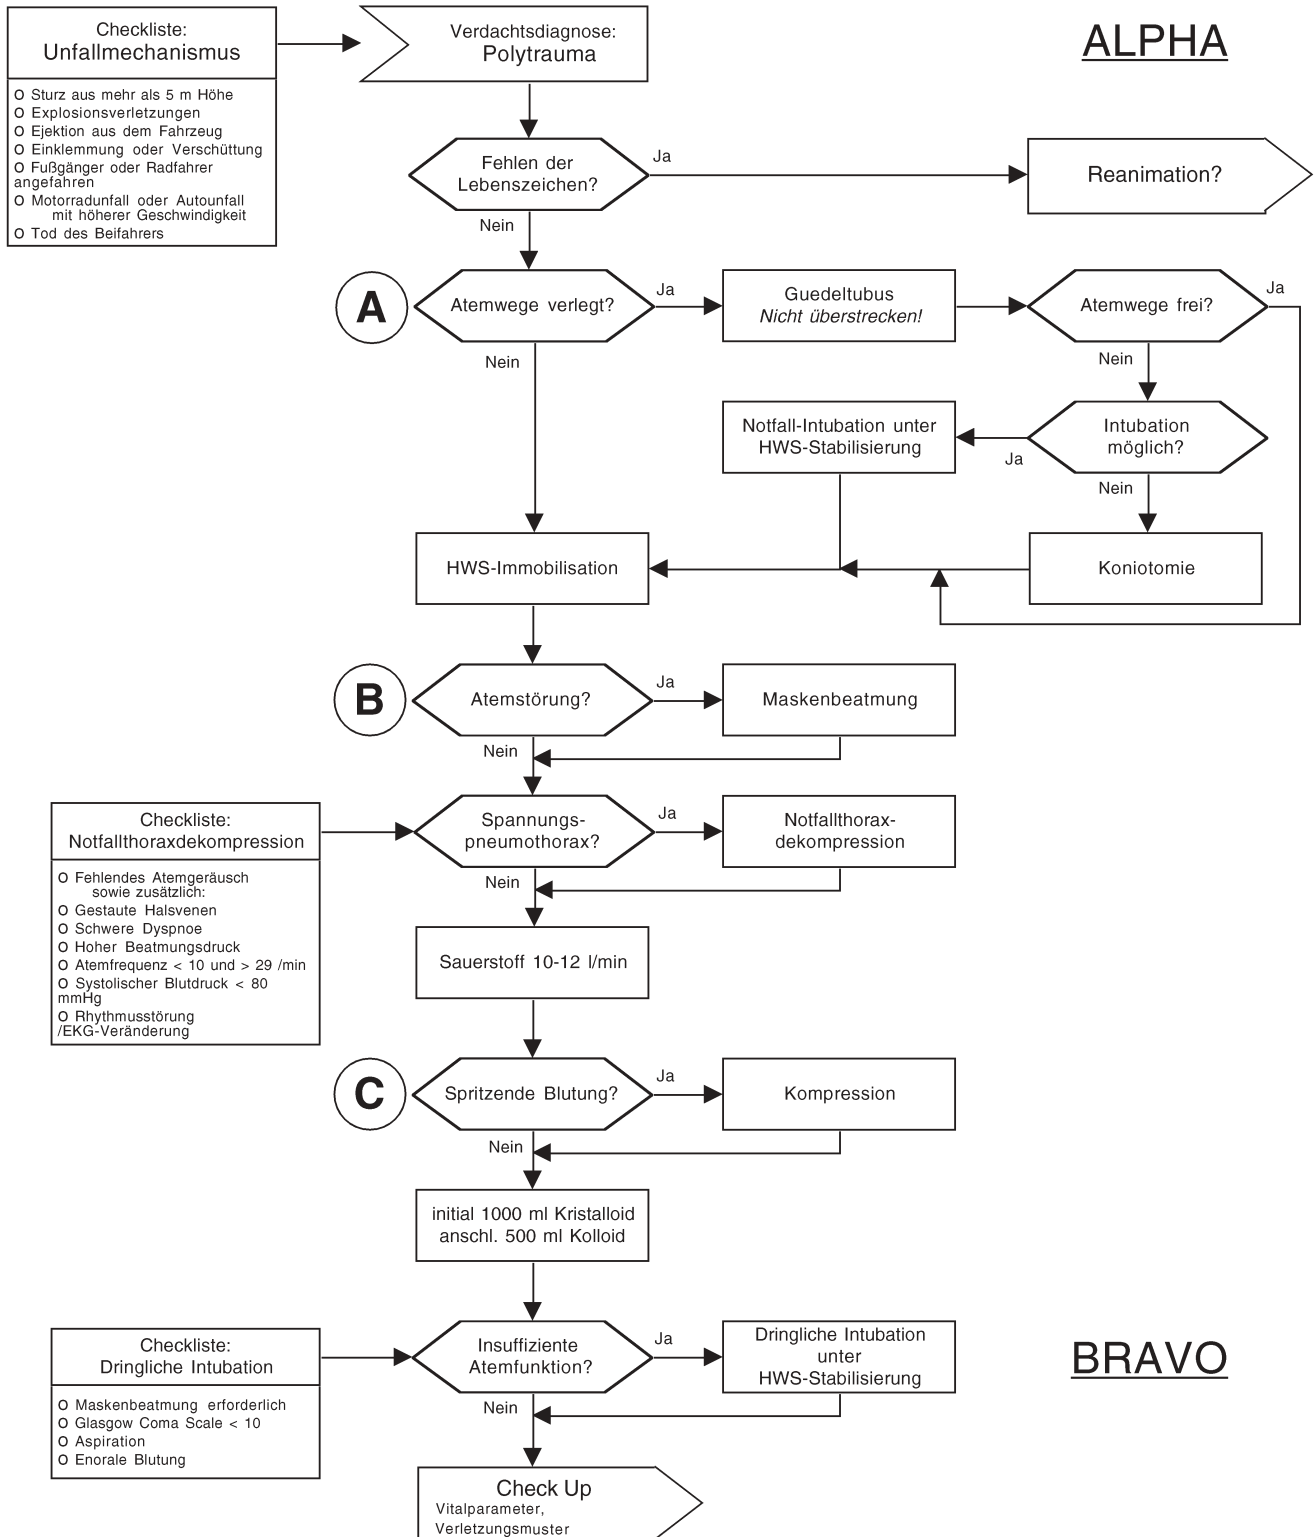 Checkliste:
Unfallmechanismus
O Sturz aus mehr als 5 m Höhe
O Explosionsverletzungen
O Ejektion aus dem Fahrzeug
O Einklemmung oder Verschüttung
O Fußgänger oder Radfahrer
angefahren
O Motorradunfall oder Autounfall
mit höherer Geschwindigkeit
O Tod des Beifahrers
Verdachtsdiagnose:
Polytrauma
ALPHA
Fehlen der
Lebenszeichen?
Ja
Reanimation?
Nein
A
Atemwege verlegt?
Ja
Guedeltubus
Nicht überstrecken!
Atemwege frei?
Ja
Nein
Nein
Intubation
möglich?
Ja
Notfall-Intubation unter
HWS-Stabilisierung
Nein
Koniotomie
HWS-Immobilisation
B
Atemstörung?
Ja
Maskenbeatmung
Nein
Checkliste:
Notfallthoraxdekompression
O Fehlendes Atemgeräusch
sowie zusätzlich:
O Gestaute Halsvenen
O Schwere Dyspnoe
O Hoher Beatmungsdruck
O Atemfrequenz < 10 und > 29 /min
O Systolischer Blutdruck < 80
mmHg
O Rhythmusstörung
/EKG-Veränderung
Spannungs-
pneumothorax?
Ja
Notfallthorax-
dekompression
Nein
Sauerstoff 10-12 l/min
C
Spritzende Blutung?
Ja
Kompression
Nein
initial 1000 ml Kristalloid
anschl. 500 ml Kolloid
Checkliste:
Dringliche Intubation
O Maskenbeatmung erforderlich
O Glasgow Coma Scale < 10
O Aspiration
O Enorale Blutung
Insuffiziente
Atemfunktion?
Ja
Dringliche Intubation
unter
HWS-Stabilisierung
BRAVO
Nein
Check Up
Vitalparameter,
Verletzungsmuster